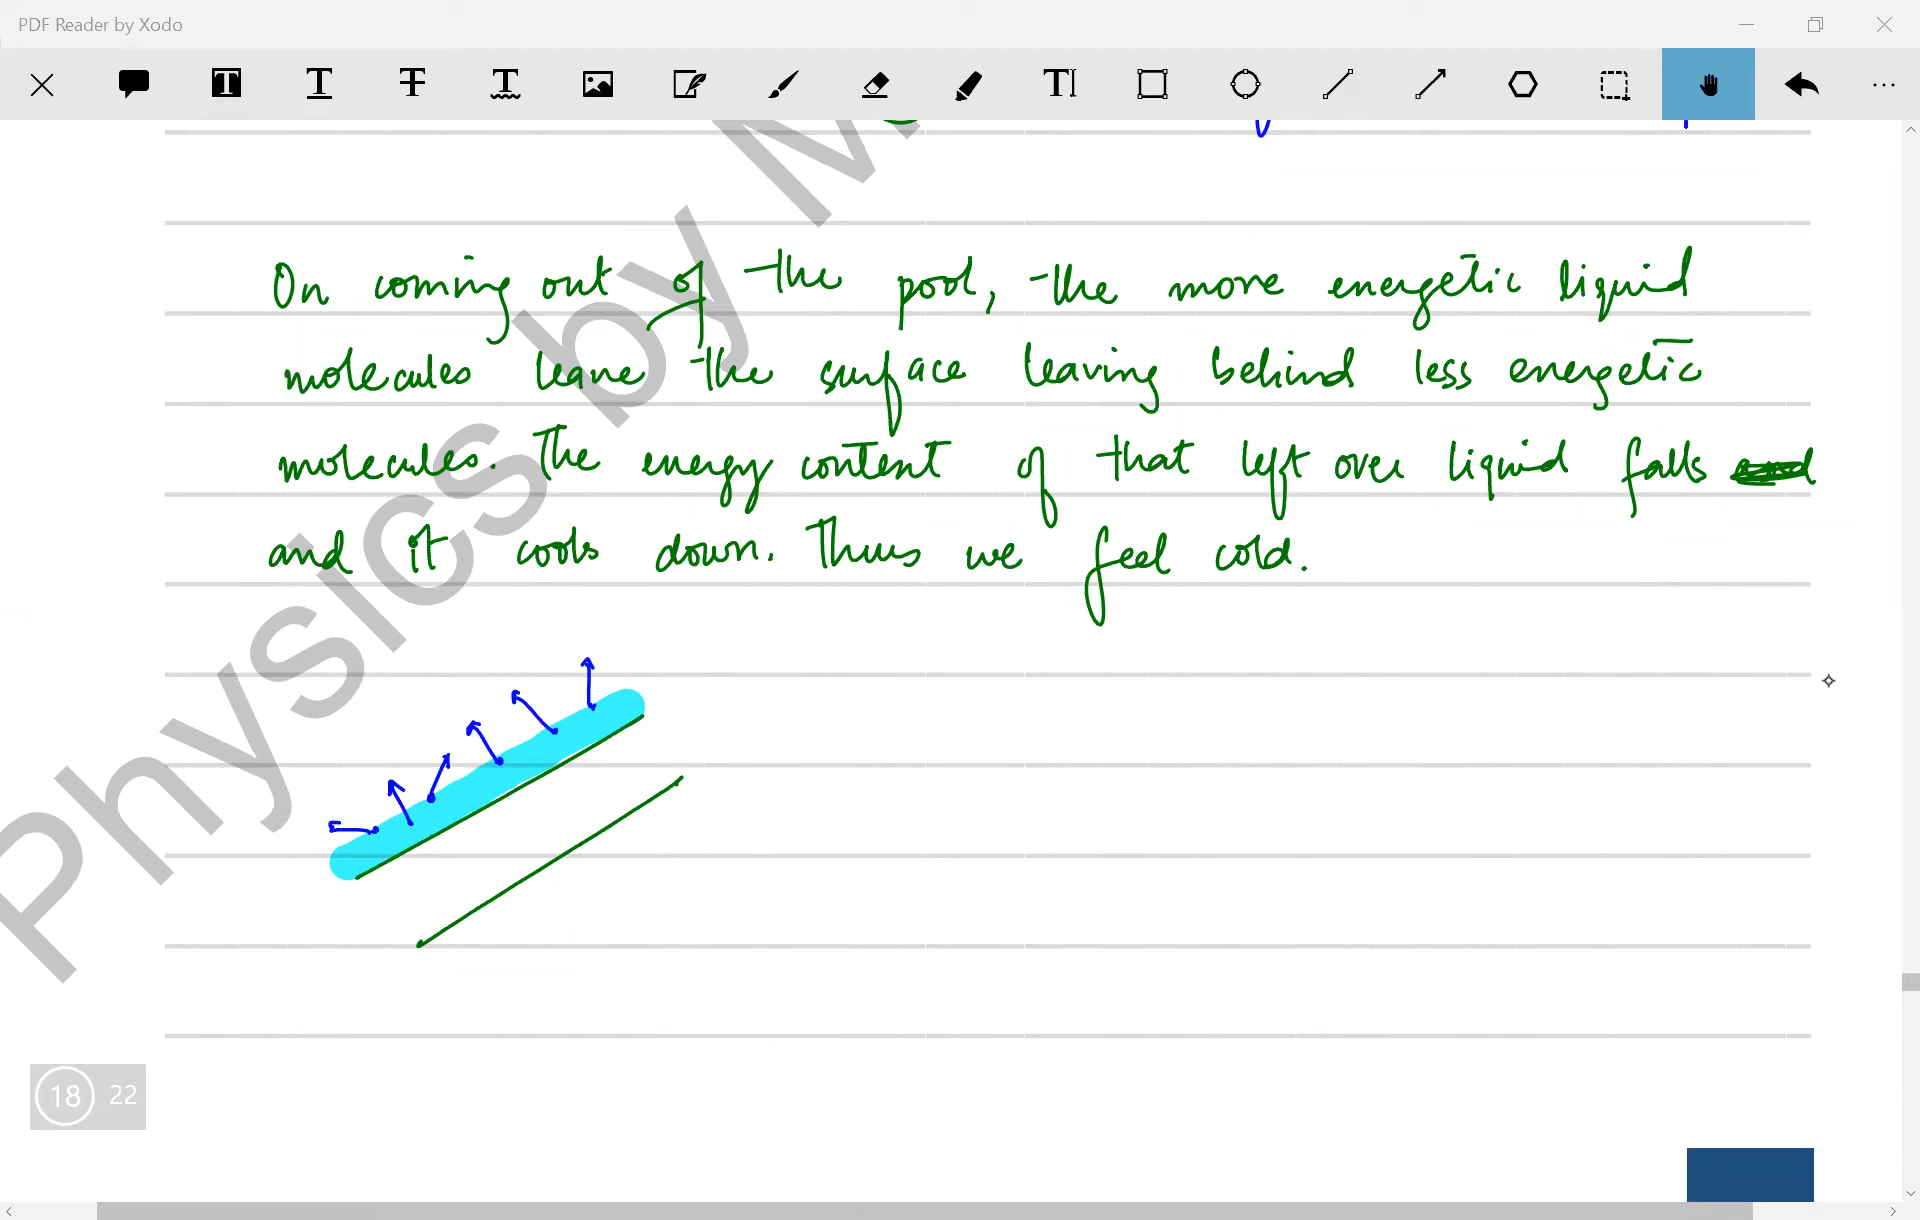 PDF Reader by Xodo
On coming out of the pool, the more energetic liquid
molecules leave the surface leaving behind less energetic
molecules. The energy content of that left over liquid falls
and it cools down. Thus we feel cold.
Physics by M
18 22